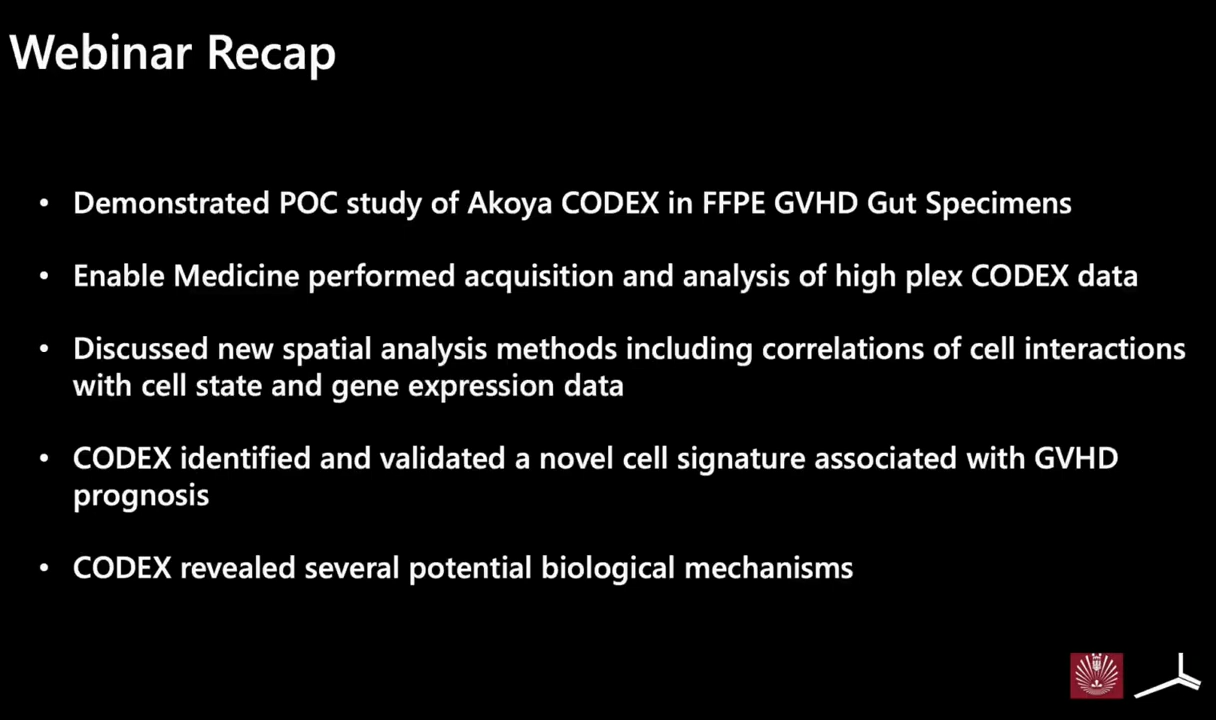 Webinar Recap
• Demonstrated POC study of Akoya CODEX in FFPE GVHD Gut Specimens
• Enable Medicine performed acquisition and analysis of high plex CODEX data
• Discussed new spatial analysis methods including correlations of cell interactions
with cell state and gene expression data
• CODEX identified and validated a novel cell signature associated with GVHD
prognosis
• CODEX revealed several potential biological mechanisms